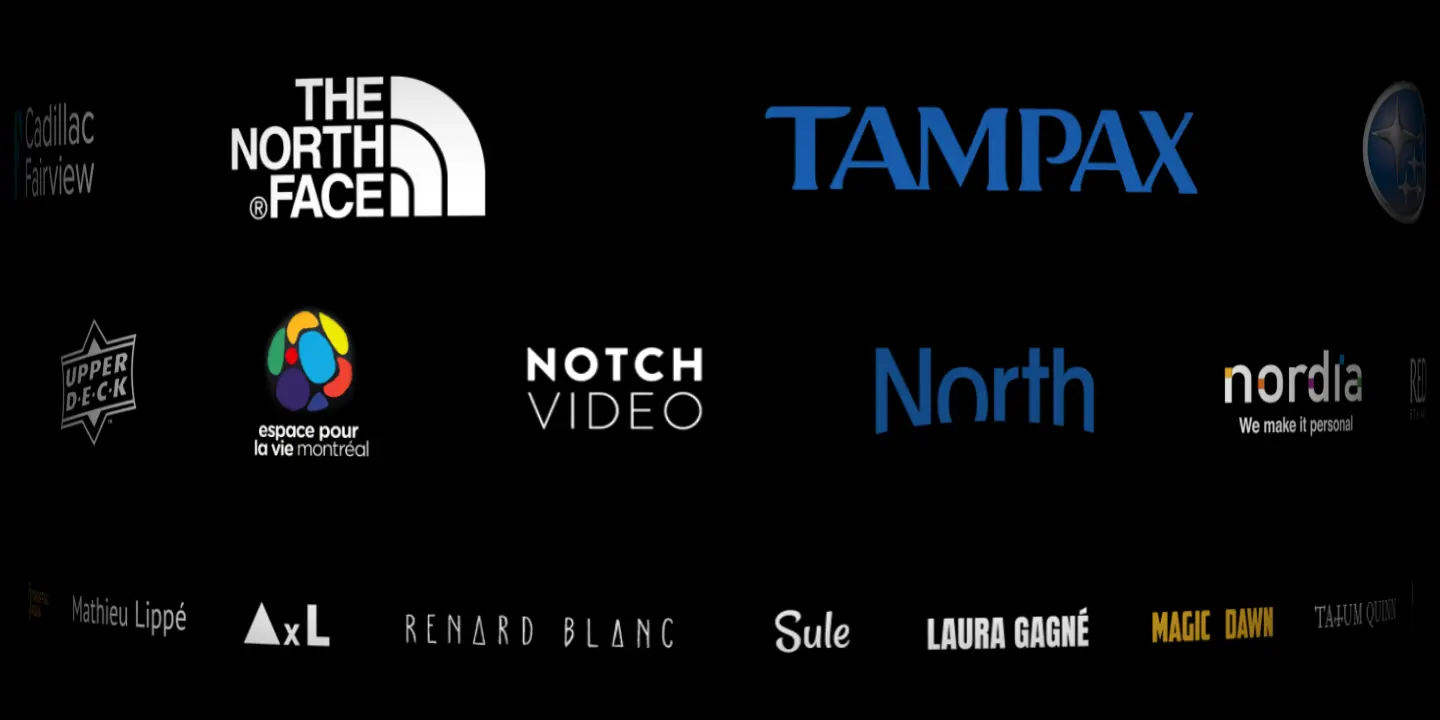 Cadillac
Fairview
THE
NORTH
®FACE
TAMPAX
UPPER
D·E·C·K
espace pour
la vie montréal
NOTCH
VIDEO
North
nordia
We make it personal
RED
Mathieu Lippé
AxL
RENARD BLANC
Sule
LAURA GAGNÉ
MAGIC DAWN
TATUM QUINN